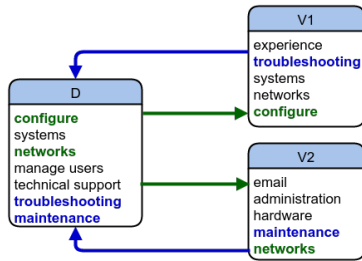 D
configure
systems
networks
manage users
technical support
troubleshooting
maintenance
V1
experience
troubleshooting
systems
networks
configure
V2
email
administration
hardware
maintenance
networks